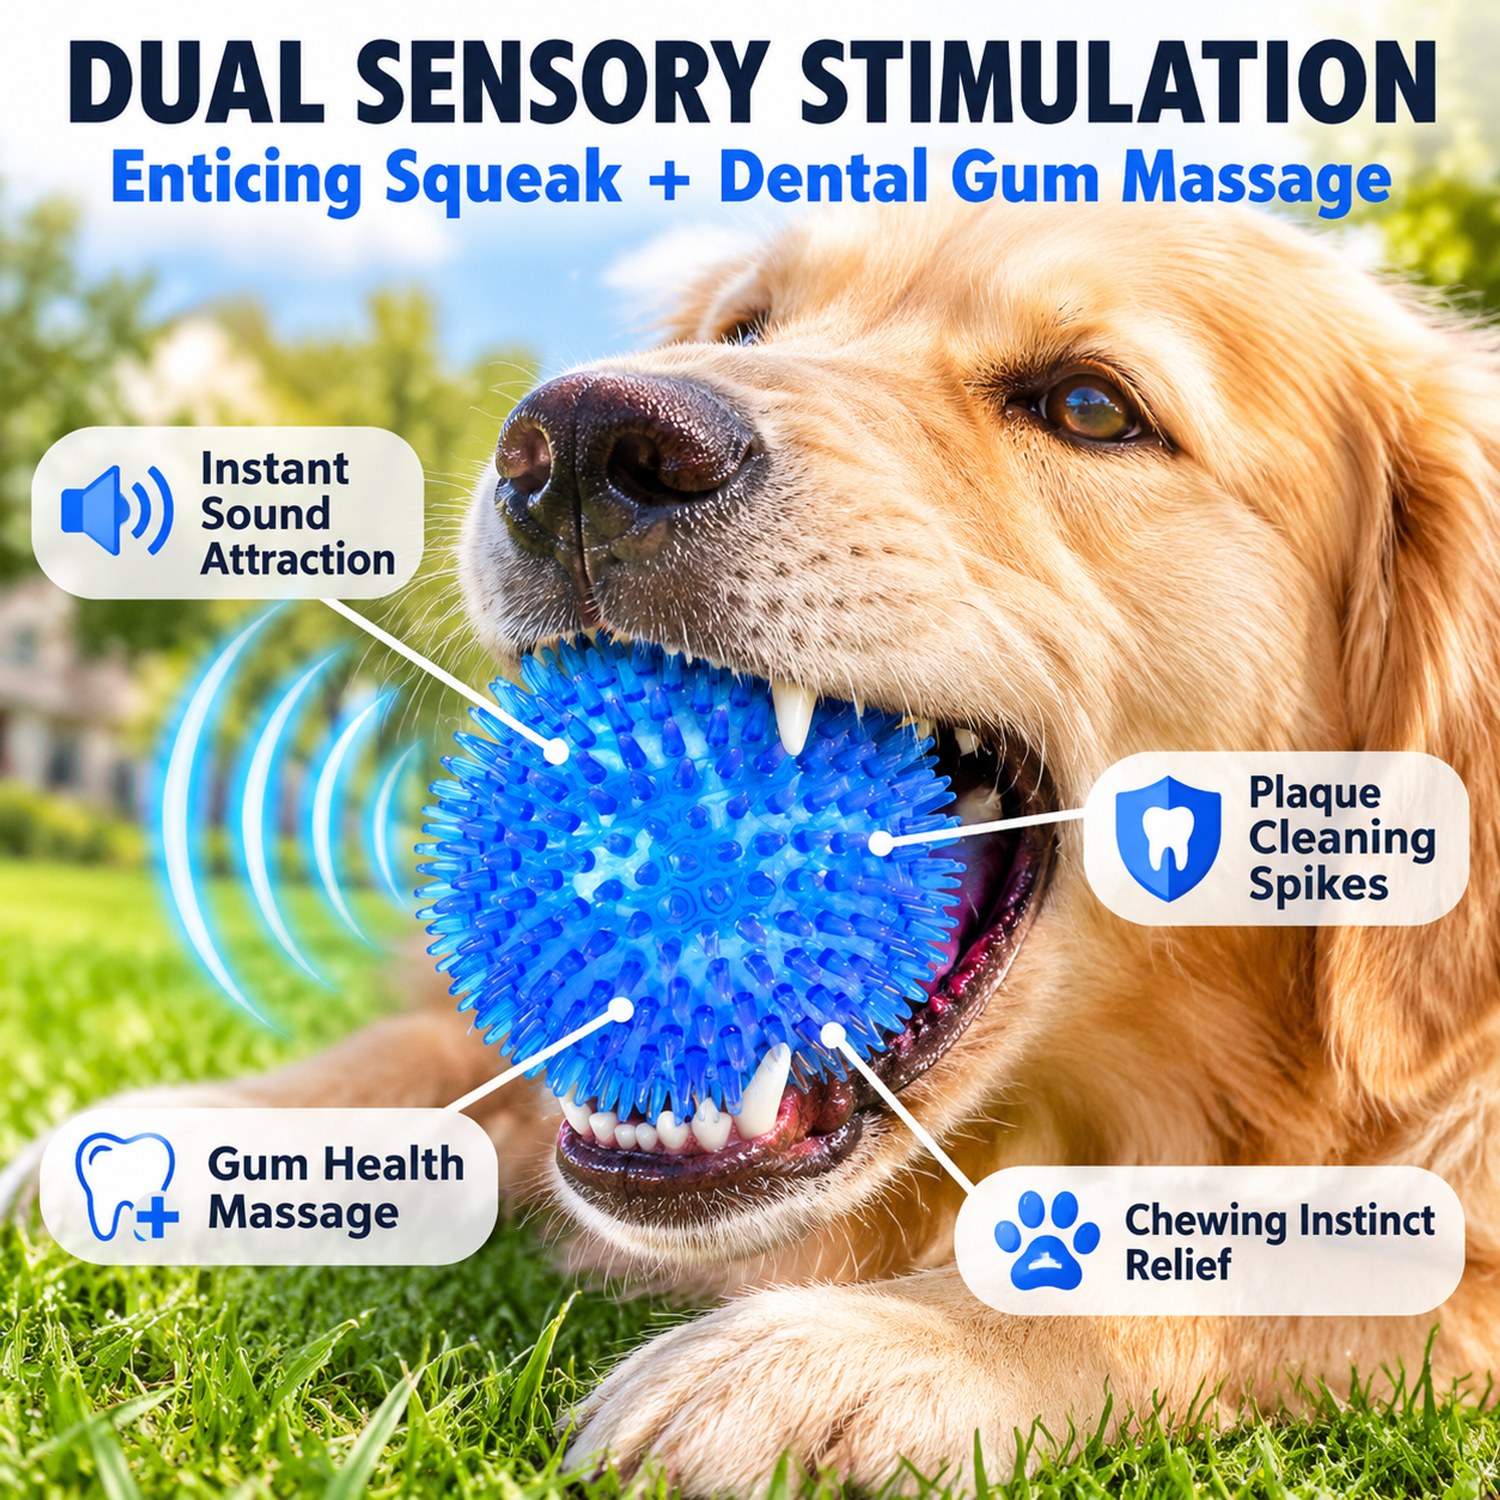 DUAL SENSORY STIMULATION
Enticing Squeak + Dental Gum Massage
Instant
Sound
Attraction
Plaque
Cleaning
Spikes
Gum Health
Massage
Chewing Instinct
Relief